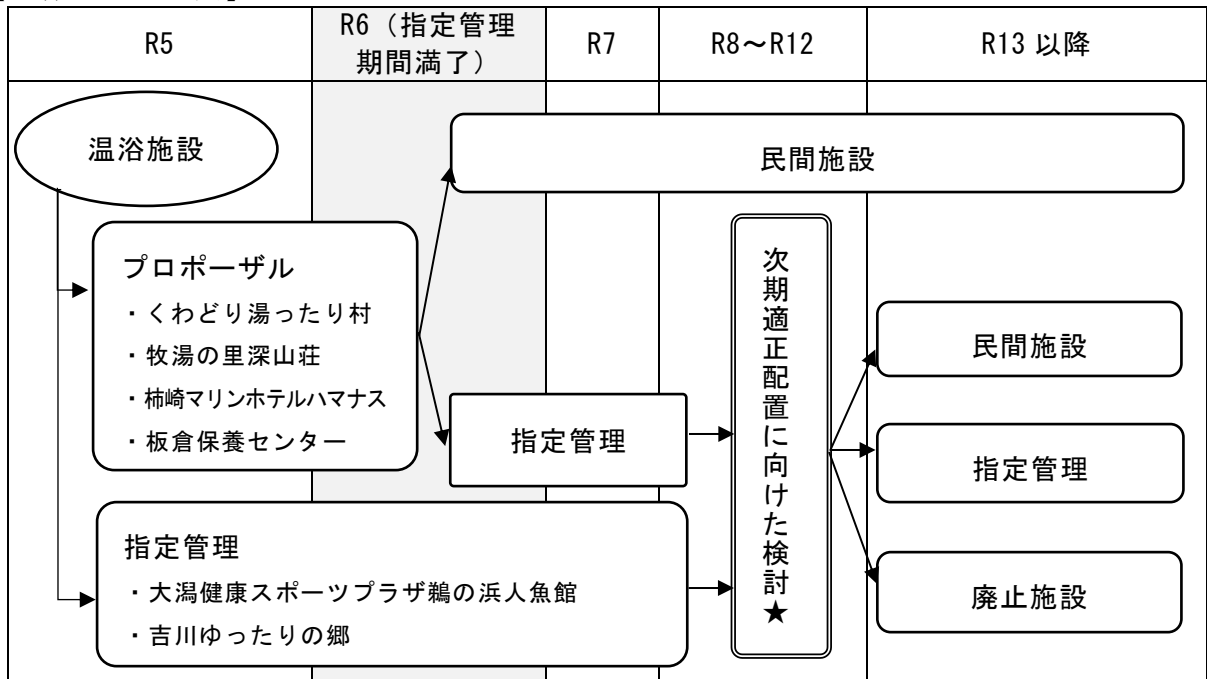 R5
R6（指定管理
期間満了）
R7
R8～R12
R13 以降
温浴施設
民間施設
プロポーザル
・くわどり湯ったり村
・牧湯の里深山荘
・柿崎マリンホテルハマナス
・板倉保養センター
指定管理
次期適正配置に向けた検討★
民間施設
指定管理
廃止施設
指定管理
・大潟健康スポーツプラザ鵜の浜人魚館
・吉川ゆったりの郷